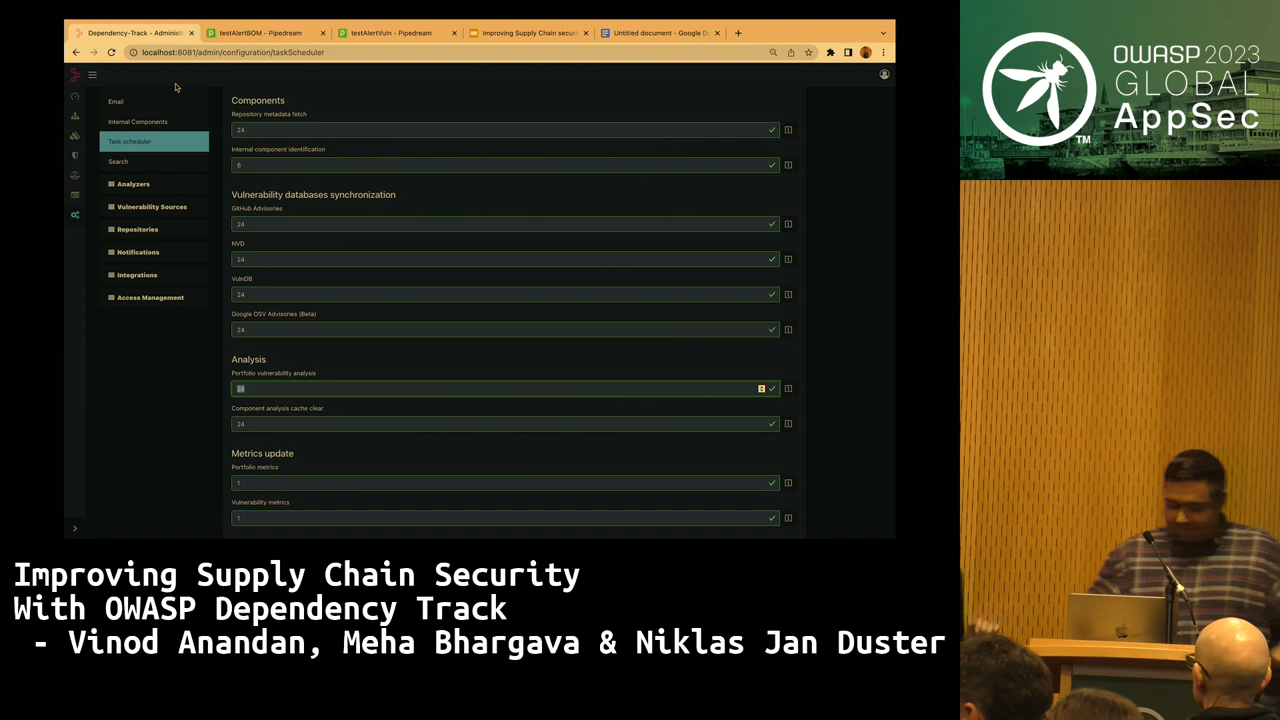 Dependency-Track - Administ
testAlertBOM - Pipedream
testAlertVuln - Pipedream
Improving Supply Chain securi
Untitled document - Google D
localhost:8081/admin/configuration/taskScheduler
Email
Internal Components
Task scheduler
Search
Analyzers
Vulnerability Sources
Repositories
Notifications
Integrations
Access Management
Components
Repository metadata fetch
24
Internal component identification
6
Vulnerability databases synchronization
GitHub Advisories
24
NVD
24
VulnDB
24
Google OSV Advisories (Beta)
24
Analysis
Portfolio vulnerability analysis
24
Component analysis cache clear
24
Metrics update
Portfolio metrics
1
Vulnerability metrics
1
OWASP 2023
GLOBAL
AppSec
TM
Improving Supply Chain Security
With OWASP Dependency Track
- Vinod Anandan, Meha Bhargava & Niklas Jan Duster